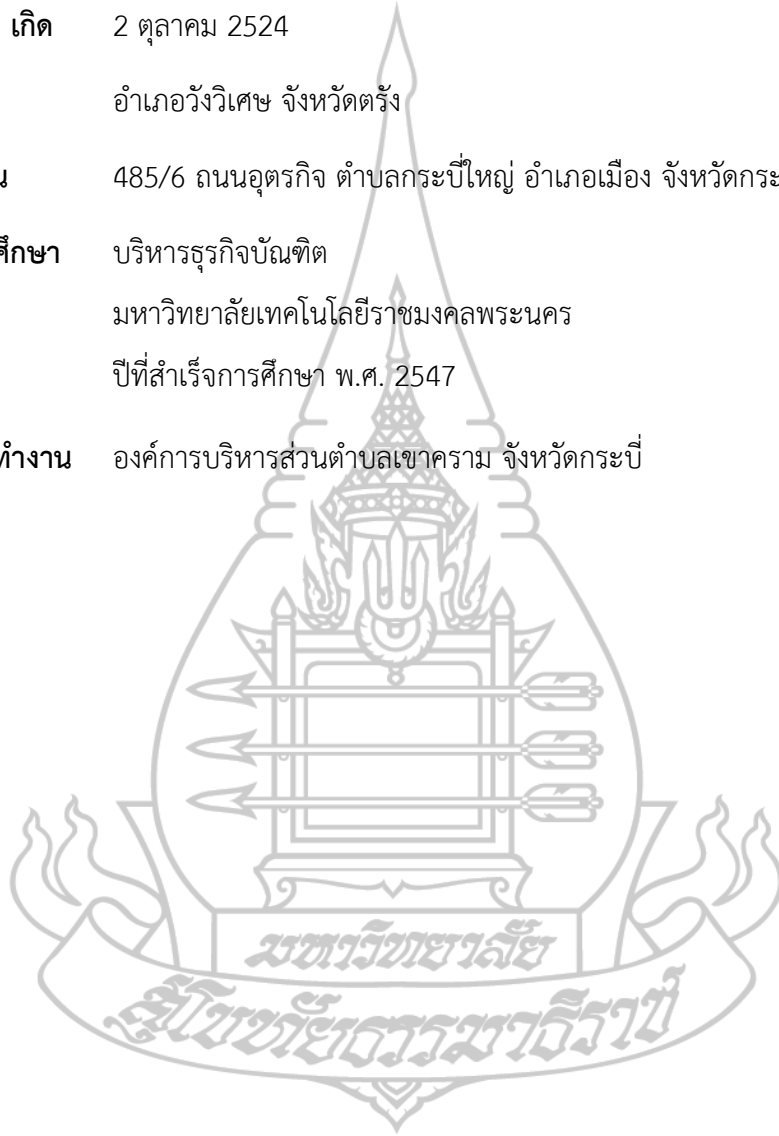 เกิด 2 ตุลาคม 2524
อำเภอวังวิเศษ จังหวัดตรัง
485/6 ถนนอุตรกิจ ตำบลกระบี่ใหญ่ อำเภอเมือง จังหวัดกระ
ศึกษา บริหารธุรกิจบัณฑิต
มหาวิทยาลัยเทคโนโลยีราชมงคลพระนคร
ปีที่สำเร็จการศึกษา พ.ศ. 2547
ทำงาน องค์การบริหารส่วนตำบลเขาคราม จังหวัดกระบี่
มหาวิทยาลัย
สุโขทัยธรรมาธิราช